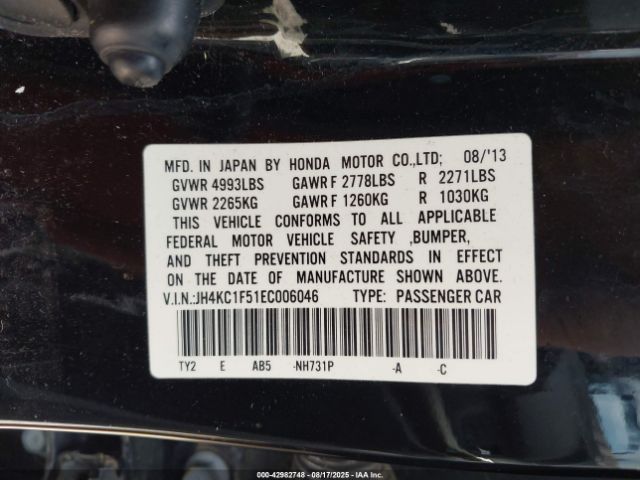 MFD. IN JAPAN BY HONDA MOTOR CO.,LTD; 08/'13
GVWR 4993LBS GAWR F 2778LBS R 2271LBS
GVWR 2265KG GAWR F 1260KG R 1030KG
THIS VEHICLE CONFORMS TO ALL APPLICABLE
FEDERAL MOTOR VEHICLE SAFETY ,BUMPER,
AND THEFT PREVENTION STANDARDS IN EFFECT
ON THE DATE OF MANUFACTURE SHOWN ABOVE.
V.I.N.:JH4KC1F51EC006046 TYPE: PASSENGER CAR
TY2 E AB5 -NH731P -A -C
000-42982748 - 08/17/2025 - IAA